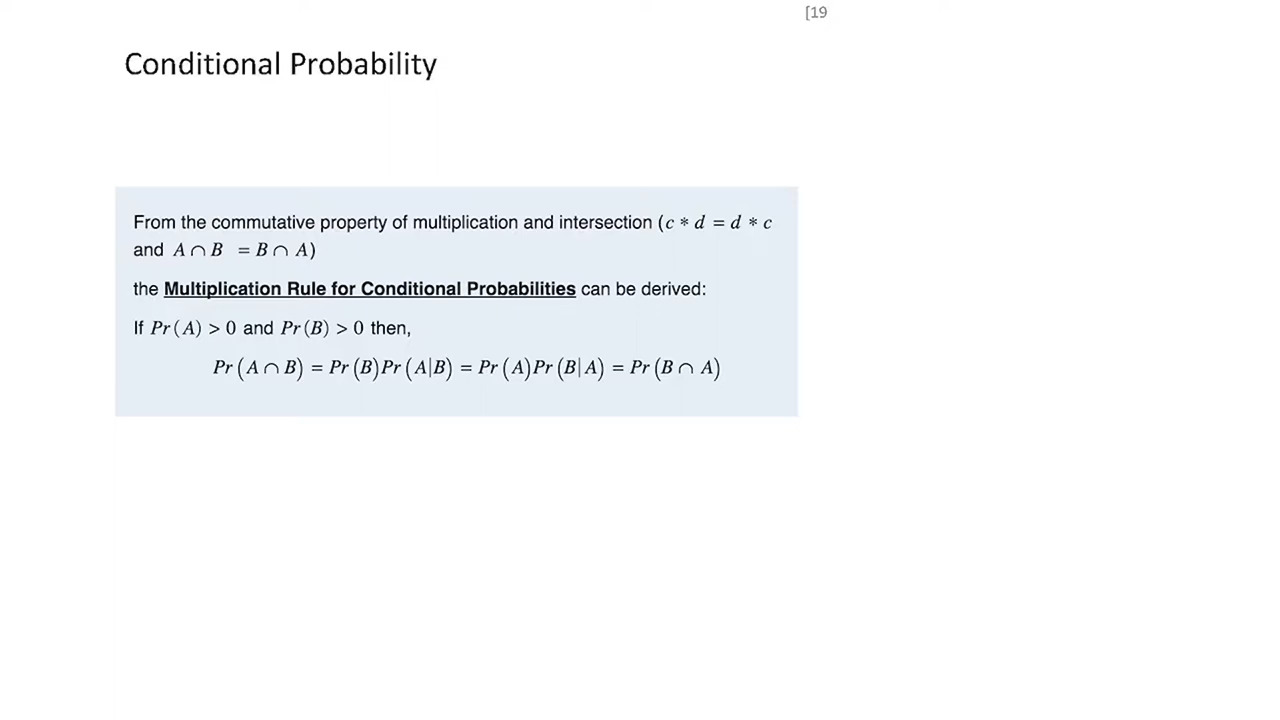 [19
Conditional Probability
From the commutative property of multiplication and intersection (c * d = d * c
and A ∩ B = B ∩ A)
the Multiplication Rule for Conditional Probabilities can be derived:
If Pr(A) > 0 and Pr(B) > 0 then,
Pr(A ∩ B) = Pr(B)Pr(A|B) = Pr(A)Pr(B|A) = Pr(B ∩ A)